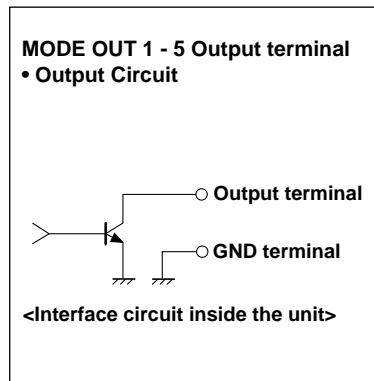 MODE OUT 1 - 5 Output terminal
• Output Circuit
Output terminal
GND terminal
<Interface circuit inside the unit>